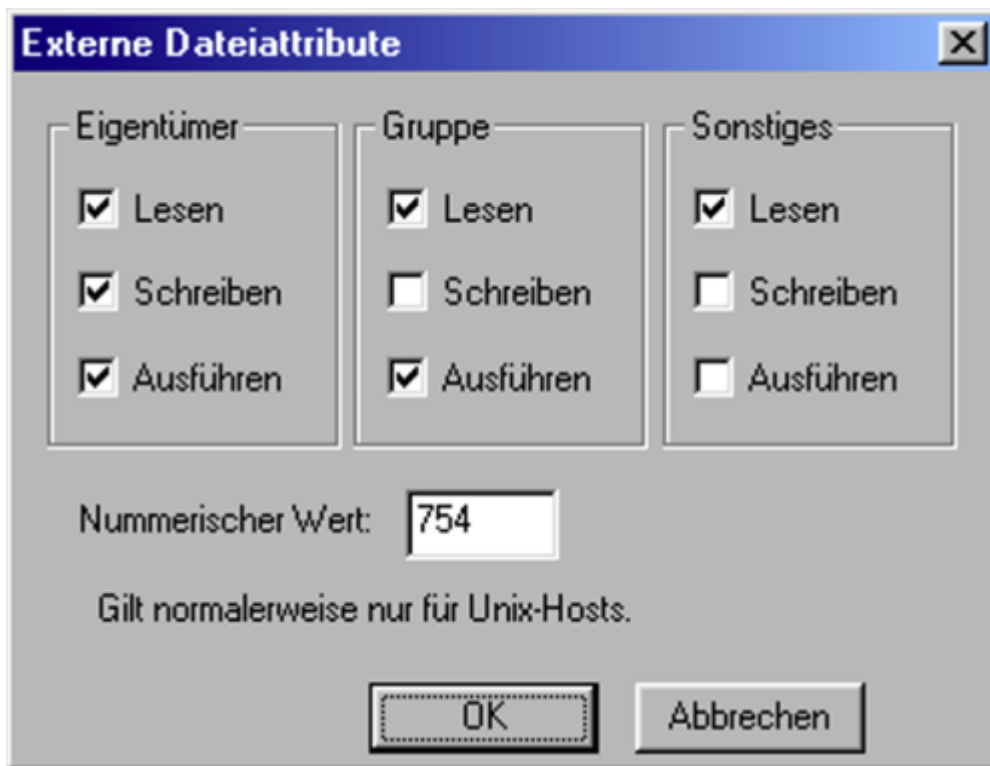 Externe Dateiattribute
Eigentümer Gruppe Sonstiges
Lesen Lesen Lesen
Schreiben Schreiben Schreiben
Ausführen Ausführen Ausführen
Nummerischer Wert: 754
Gilt normalerweise nur für Unix-Hosts.
OK Abbrechen